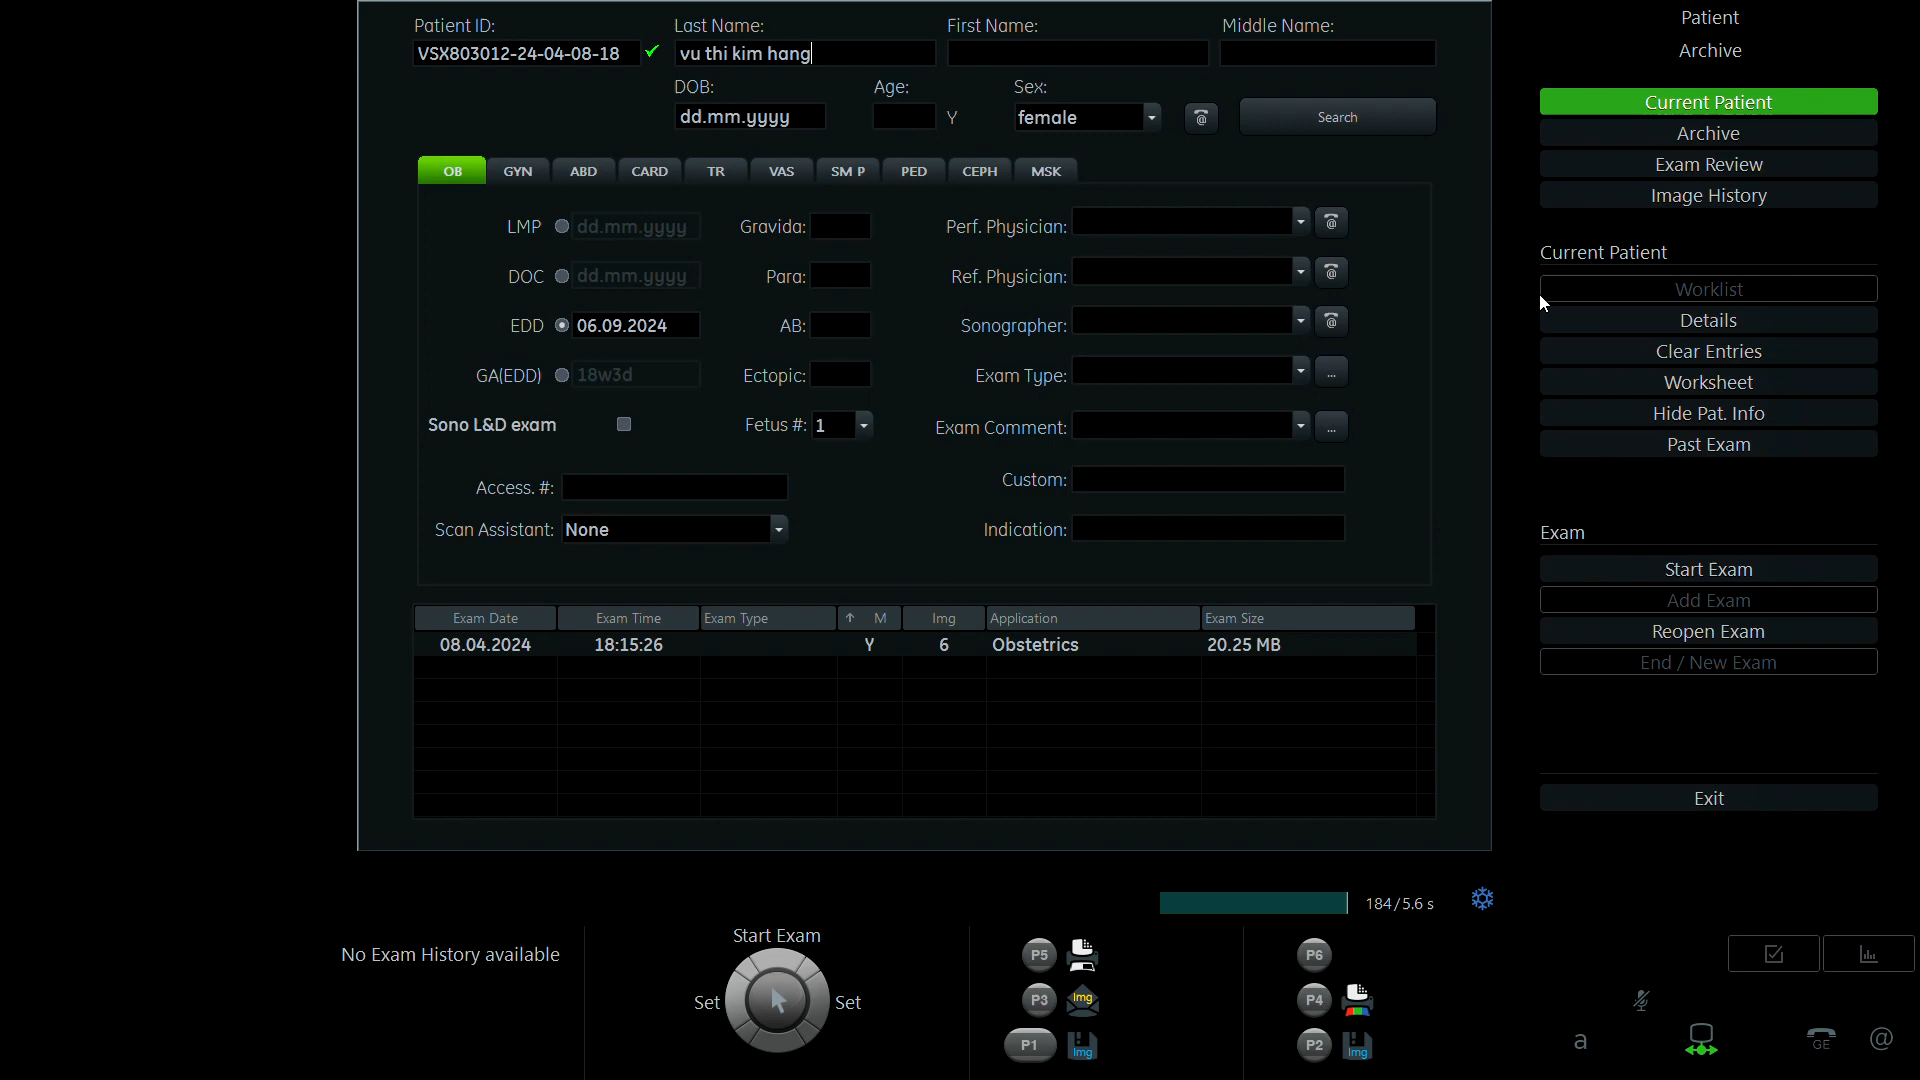 Patient ID: Last Name: First Name: Middle Name:
VSX803012-24-04-08-18 vu thi kim hang
DOB: Age: Sex:
dd.mm.yyyy Y female Search
OB GYN ABD CARD TR VAS SM P PED CEPH MSK
LMP dd.mm.yyyy Gravida: Perf. Physician:
DOC dd.mm.yyyy Para: Ref. Physician:
EDD 06.09.2024 AB: Sonographer:
GA(EDD) 18w3d Ectopic: Exam Type: ...
Sono L&D exam Fetus #: 1 Exam Comment: ...
Access. #: Custom:
Scan Assistant: None Indication:
Exam Date Exam Time Exam Type ↑ M Img Application Exam Size
08.04.2024 18:15:26 Y 6 Obstetrics 20.25 MB
Patient
Archive
Current Patient
Archive
Exam Review
Image History
Current Patient
Worklist
Details
Clear Entries
Worksheet
Hide Pat. Info
Past Exam
Exam
Start Exam
Add Exam
Reopen Exam
End / New Exam
Exit
184/5.6 s
No Exam History available
Start Exam
Set Set
P5 P6
P3 Img P4
P1 Img P2 Img
a GE @